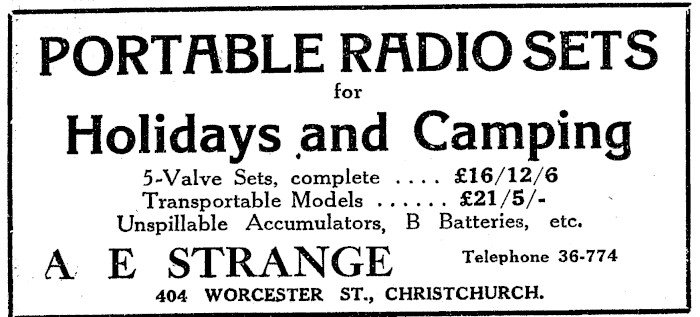 PORTABLE RADIO SETS
for
Holidays and Camping
5-Valve Sets, complete .... £16/12/6
Transportable Models ...... £21/5/-
Unspillable Accumulators, B Batteries, etc.
A E STRANGE Telephone 36-774
404 WORCESTER ST., CHRISTCHURCH.